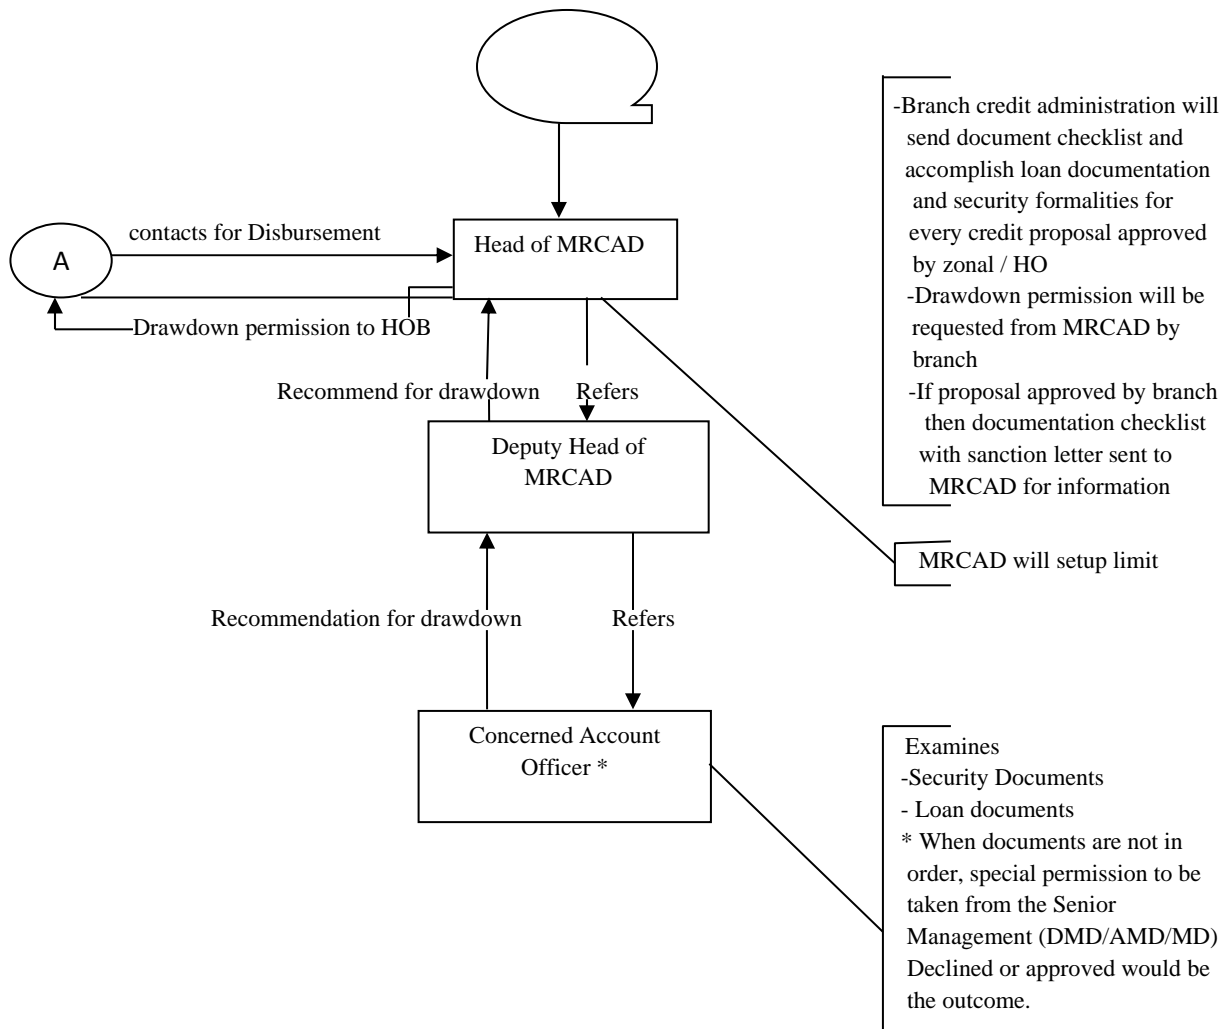 -Branch credit administration will
send document checklist and
accomplish loan documentation
and security formalities for
every credit proposal approved
by zonal / HO
-Drawdown permission will be
requested from MRCAD by
branch
-If proposal approved by branch
then documentation checklist
with sanction letter sent to
MRCAD for information
contacts for Disbursement
Head of MRCAD
A
Drawdown permission to HOB
Recommend for drawdown
Refers
Deputy Head of
MRCAD
MRCAD will setup limit
Recommendation for drawdown
Refers
Concerned Account
Officer *
Examines
-Security Documents
- Loan documents
* When documents are not in
order, special permission to be
taken from the Senior
Management (DMD/AMD/MD)
Declined or approved would be
the outcome.